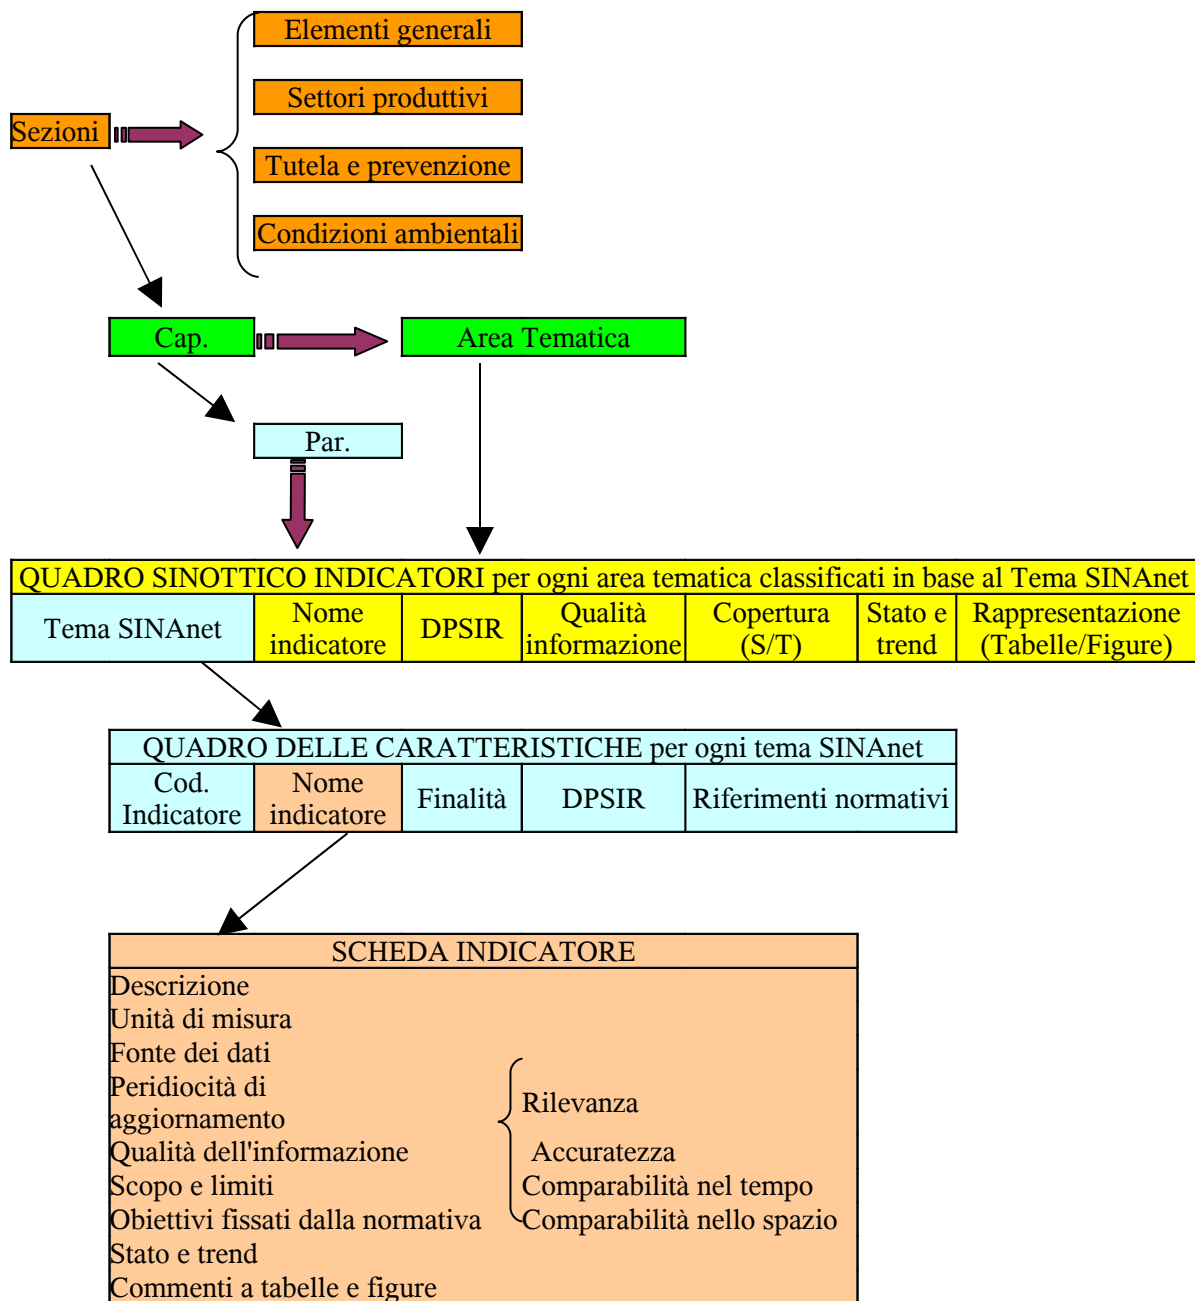 Elementi generali
Settori produttivi
Sezioni
Tutela e prevenzione
Condizioni ambientali
Cap.
Area Tematica
Par.
QUADRO SINOTTICO INDICATORI per ogni area tematica classificati in base al Tema SINAnet
Tema SINAnet
Nome
indicatore
DPSIR
Qualità
informazione
Copertura
(S/T)
Stato e
trend
Rappresentazione
(Tabelle/Figure)
QUADRO DELLE CARATTERISTICHE per ogni tema SINAnet
Cod.
Indicatore
Nome
indicatore
Finalità
DPSIR
Riferimenti normativi
SCHEDA INDICATORE
Descrizione
Unità di misura
Fonte dei dati
Peridiocità di
aggiornamento
Qualità dell'informazione
Scopo e limiti
Obiettivi fissati dalla normativa
Stato e trend
Commenti a tabelle e figure
Rilevanza
Accuratezza
Comparabilità nel tempo
Comparabilità nello spazio